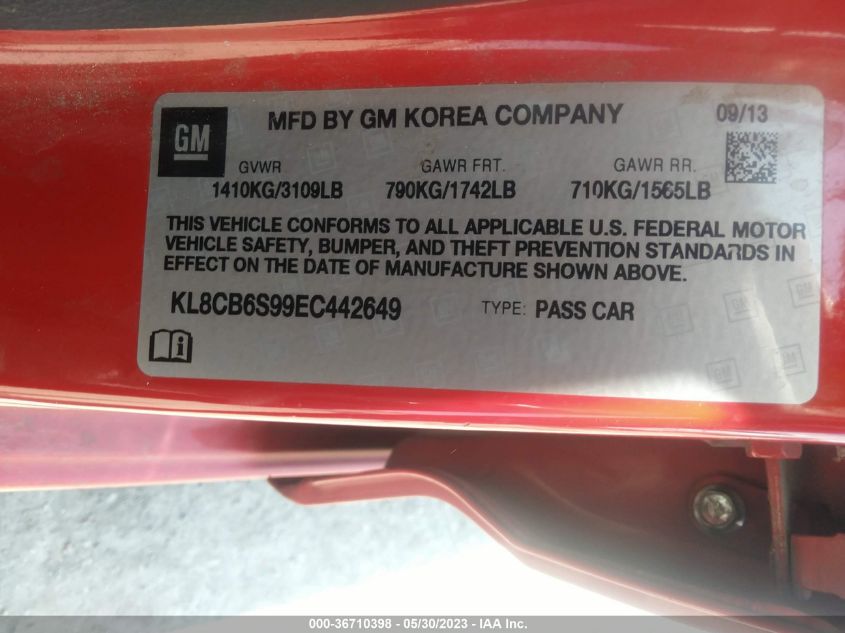 GM
MFD BY GM KOREA COMPANY
09/13
GVWR
GAWR FRT.
GAWR RR.
1410KG/3109LB
790KG/1742LB
710KG/1565LB
THIS VEHICLE CONFORMS TO ALL APPLICABLE U.S. FEDERAL MOTOR
VEHICLE SAFETY, BUMPER, AND THEFT PREVENTION STANDARDS IN
EFFECT ON THE DATE OF MANUFACTURE SHOWN ABOVE.
KL8CB6S99EC442649
TYPE: PASS CAR
000-36710398 - 05/30/2023 - IAA Inc.